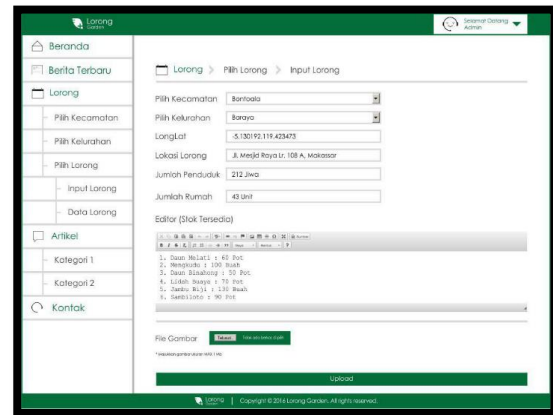 Lorong
Garden
Selamat Datang
Admin
Beranda
Berita Terbaru
Lorong
Pilih Kecamatan
Pilih Kelurahan
Pilih Lorong
Input Lorong
Data Lorong
Artikel
Kategori 1
Kategori 2
Kontak
Lorong > Pilih Lorong > Input Lorong
Pilih Kecamatan Bontoala
Pilih Kelurahan Baraya
LongLat -5.130192.119.423473
Lokasi Lorong Jl. Mesjid Raya Lr. 108 A, Makassar
Jumlah Penduduk 212 Jiwa
Jumlah Rumah 43 Unit
Editor (Stok Tersedia)
1. Daun Melati : 60 Pot
2. Mengkudu : 100 Buah
3. Daun Binahong : 50 Pot
4. Lidah Buaya : 70 Pot
5. Jambu Biji : 130 Buah
6. Sambiloto : 90 Pot
File Gambar
Upload
Lorong | Copyright © 2016 Lorong Garden. All rights reserved.